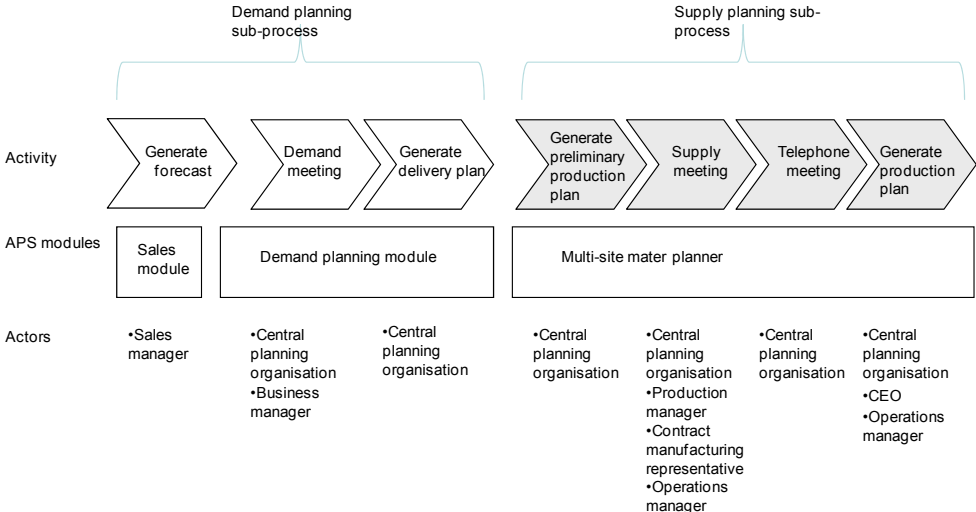 Demand planning
sub-process
Supply planning sub-
process
Activity
Generate
forecast
Demand
meeting
Generate
delivery plan
Generate
preliminary
production
plan
Supply
meeting
Telephone
meeting
Generate
production
plan
APS modules
Sales
module
Demand planning module
Multi-site mater planner
Actors
•Sales
manager
•Central
planning
organisation
•Business
manager
•Central
planning
organisation
•Central
planning
organisation
•Central
planning
organisation
•Production
manager
•Contract
manufacturing
representative
•Operations
manager
•Central
planning
organisation
•Central
planning
organisation
•CEO
•Operations
manager